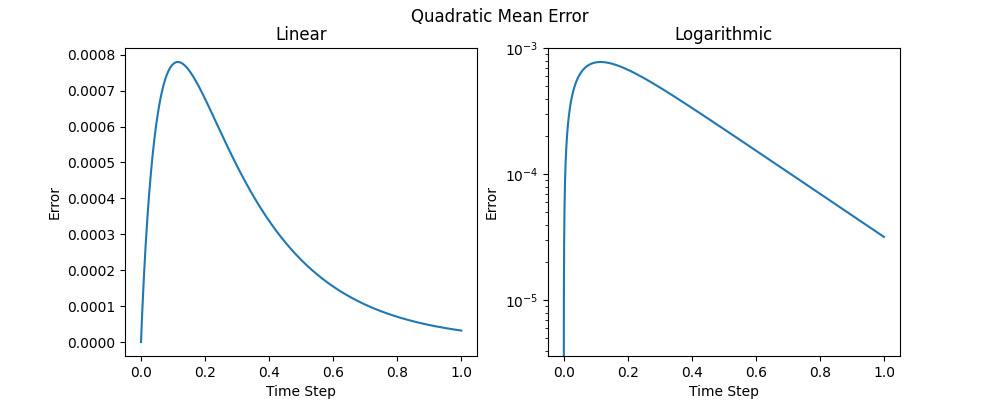 Quadratic Mean Error
Linear
0.0008
0.0007
0.0006
0.0005
0.0004
0.0003
0.0002
0.0001
0.0000
Error
0.0 0.2 0.4 0.6 0.8 1.0
Time Step
Logarithmic
10⁻³
10⁻⁴
10⁻⁵
Error
0.0 0.2 0.4 0.6 0.8 1.0
Time Step